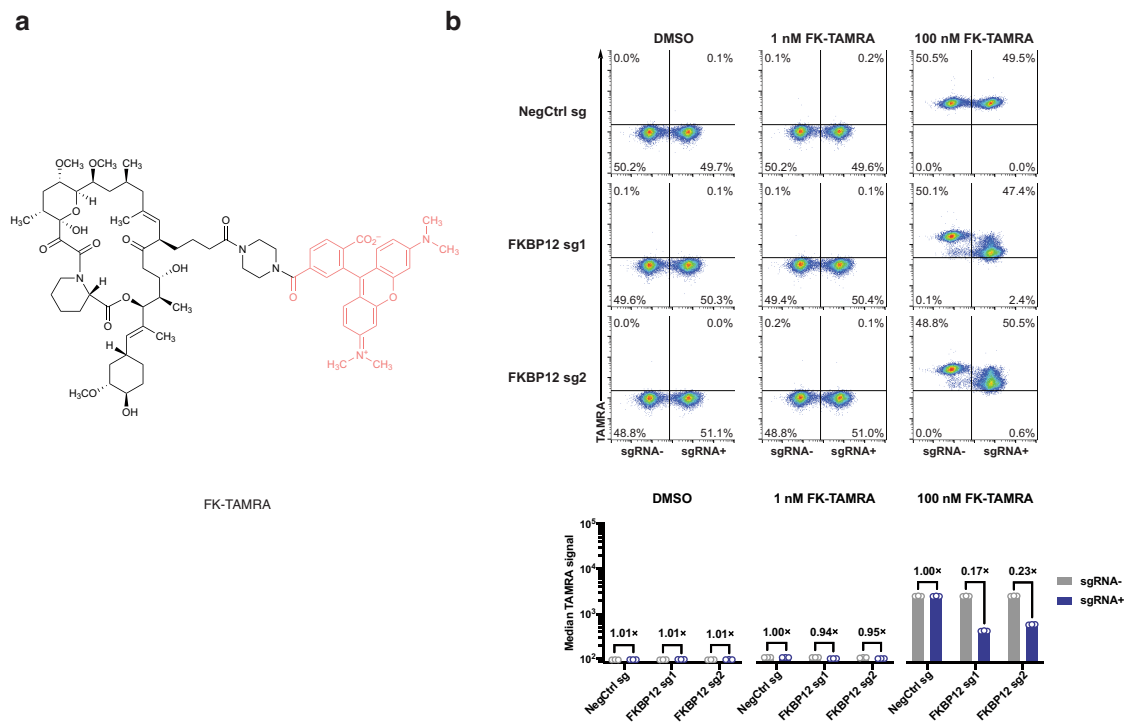 a
OCH₃ OCH₃ CH₃
H
H₃C
O
H₃C
OH
O
O
O
N
H
O
O
O
OH
CH₃
CH₃
H
H₃CO
OH
O
N
N
O
CO₂⁻
CH₃
N
CH₃
O
N⁺
H₃C CH₃
FK-TAMRA
b
DMSO 1 nM FK-TAMRA 100 nM FK-TAMRA
NegCtrl sg
0.0% 0.1% 0.1% 0.2% 50.5% 49.5%
50.2% 49.7% 50.2% 49.6% 0.0% 0.0%
FKBP12 sg1
0.1% 0.1% 0.1% 0.1% 50.1% 47.4%
49.6% 50.3% 49.4% 50.4% 0.1% 2.4%
FKBP12 sg2
0.0% 0.0% 0.2% 0.1% 48.8% 50.5%
48.8% 51.1% 48.8% 51.0% 0.0% 0.6%
TAMRA
sgRNA- sgRNA+ sgRNA- sgRNA+ sgRNA- sgRNA+
DMSO 1 nM FK-TAMRA 100 nM FK-TAMRA
Median TAMRA signal
10⁵
10⁴
10³
10²
1.01× 1.01× 1.01× 1.00× 0.94× 0.95× 1.00× 0.17× 0.23×
NegCtrl sg FKBP12 sg1 FKBP12 sg2 NegCtrl sg FKBP12 sg1 FKBP12 sg2 NegCtrl sg FKBP12 sg1 FKBP12 sg2
sgRNA-
sgRNA+